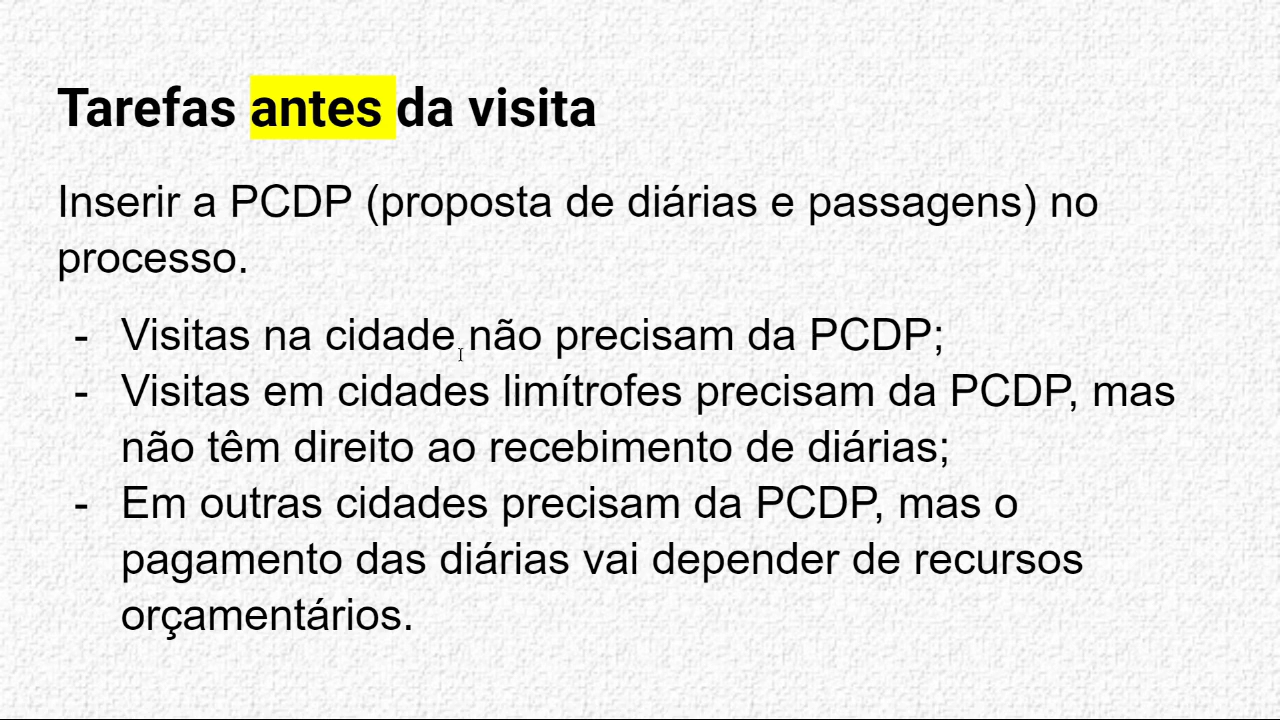 Tarefas antes da visita
Inserir a PCDP (proposta de diárias e passagens) no
processo.
- Visitas na cidade não precisam da PCDP;
- Visitas em cidades limítrofes precisam da PCDP, mas
não têm direito ao recebimento de diárias;
- Em outras cidades precisam da PCDP, mas o
pagamento das diárias vai depender de recursos
orçamentários.